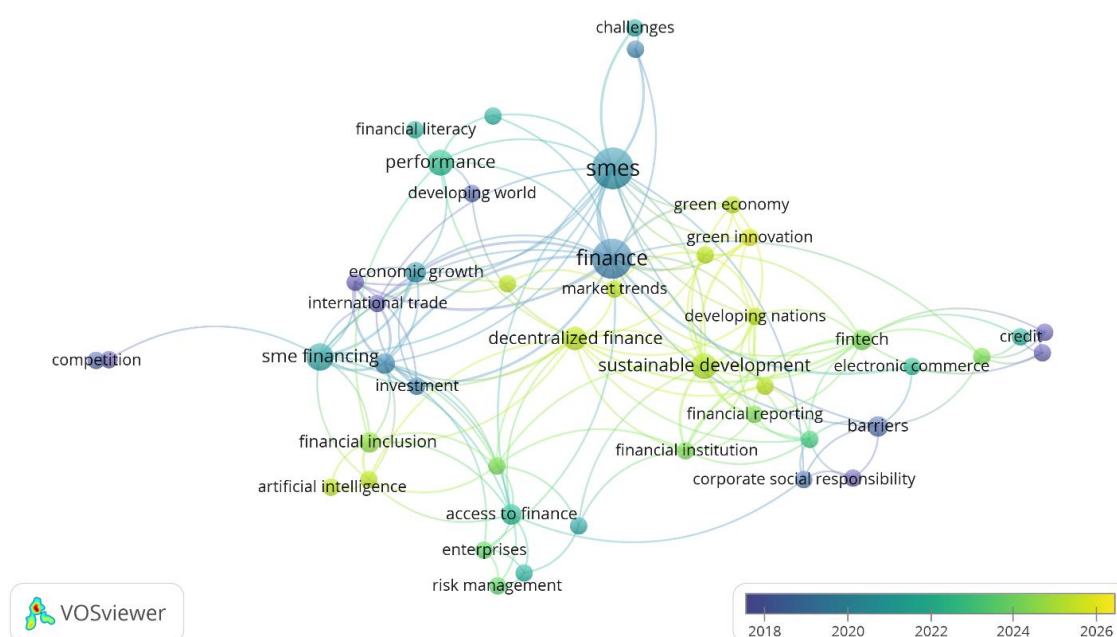 challenges
financial literacy
performance
smes
developing world
green economy
green innovation
finance
economic growth
market trends
international trade
developing nations
decentralized finance
fintech
credit
competition
sme financing
sustainable development
electronic commerce
investment
financial reporting
barriers
financial inclusion
financial institution
corporate social responsibility
artificial intelligence
access to finance
enterprises
risk management
VOSviewer
2018 2020 2022 2024 2026